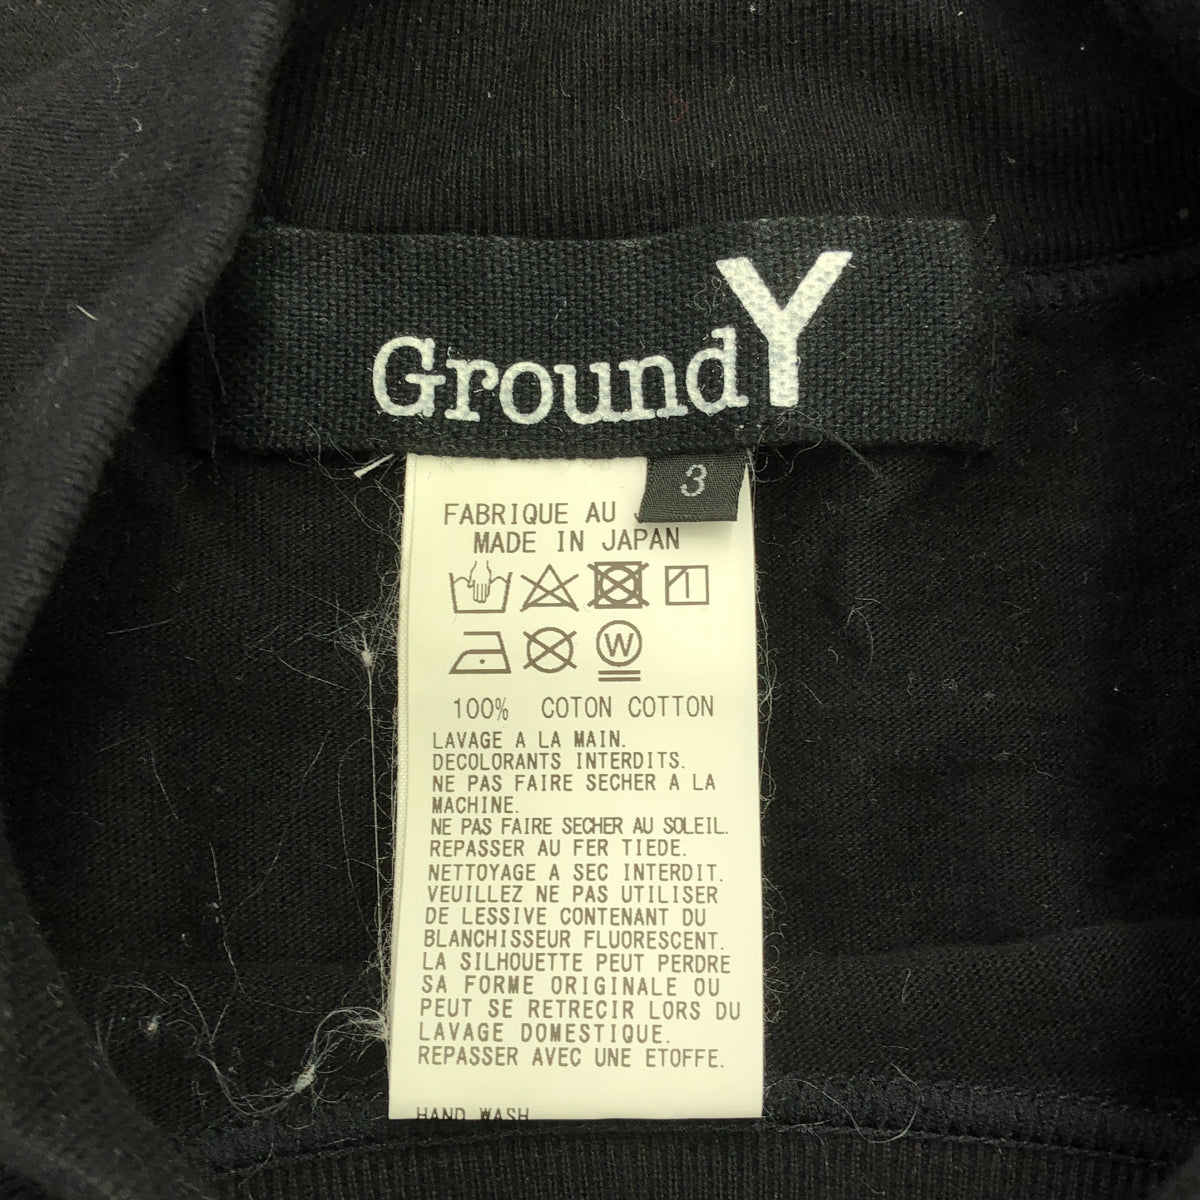 GroundY
3
FABRIQUE AU
MADE IN JAPAN
W
100% COTON COTTON
LAVAGE A LA MAIN.
DECOLORANTS INTERDITS.
NE PAS FAIRE SECHER A LA
MACHINE.
NE PAS FAIRE SECHER AU SOLEIL.
REPASSER AU FER TIEDE.
NETTOYAGE A SEC INTERDIT.
VEUILLEZ NE PAS UTILISER
DE LESSIVE CONTENANT DU
BLANCHISSEUR FLUORESCENT.
LA SILHOUETTE PEUT PERDRE
SA FORME ORIGINALE OU
PEUT SE RETRECIR LORS DU
LAVAGE DOMESTIQUE.
REPASSER AVEC UNE ETOFFE.
HAND WASH